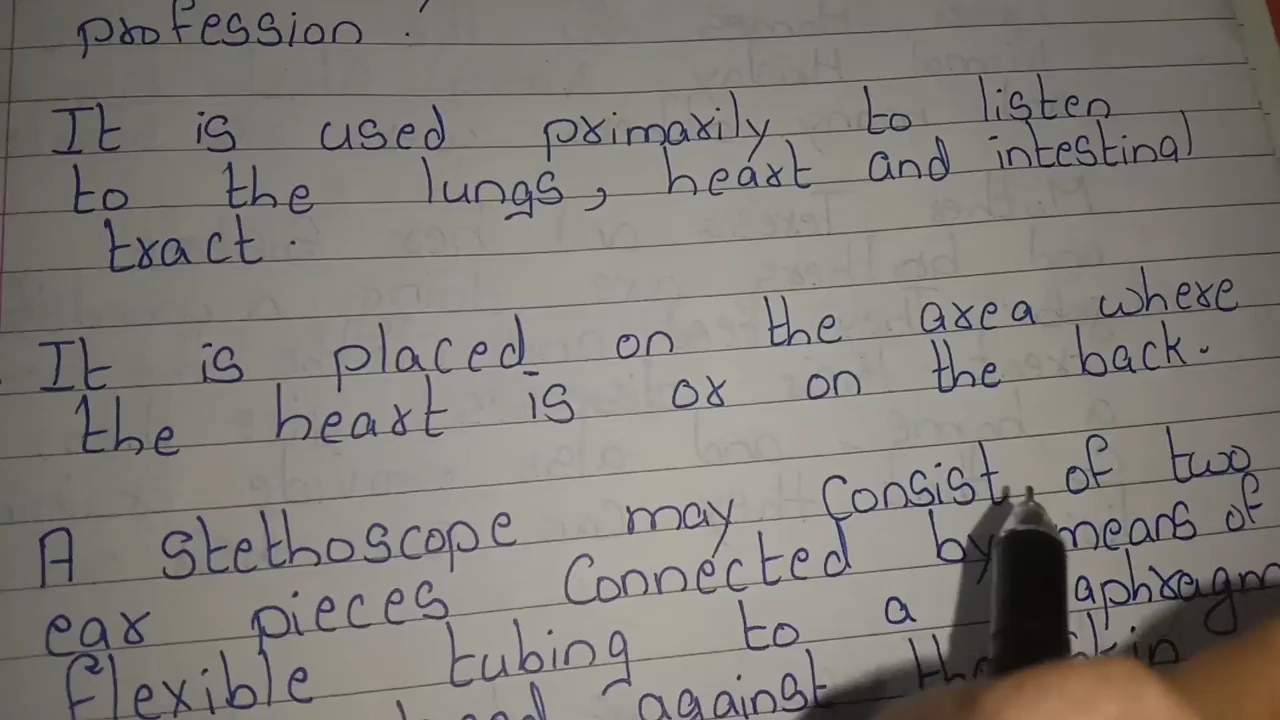 profession.
It is used primarily to listen
to the lungs, heart and intestinal
tract.
It is placed on the area where
the heart is or on the back.
A stethoscope may consist of two
ear pieces connected by means of
flexible tubing to a
against